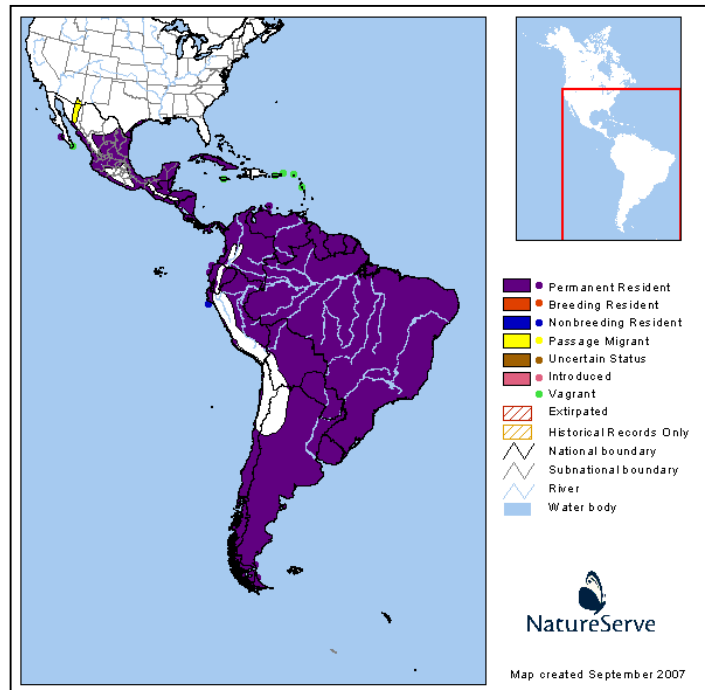 Permanent Resident
Breeding Resident
Nonbreeding Resident
Passage Migrant
Uncertain Status
Introduced
Vagrant
Extirpated
Historical Records Only
National boundary
Subnational boundary
River
Water body
NatureServe
Map created September 2007